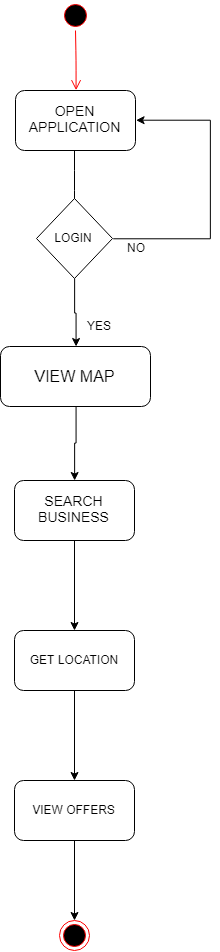 OPEN
APPLICATION
LOGIN
NO
YES
VIEW MAP
SEARCH
BUSINESS
GET LOCATION
VIEW OFFERS